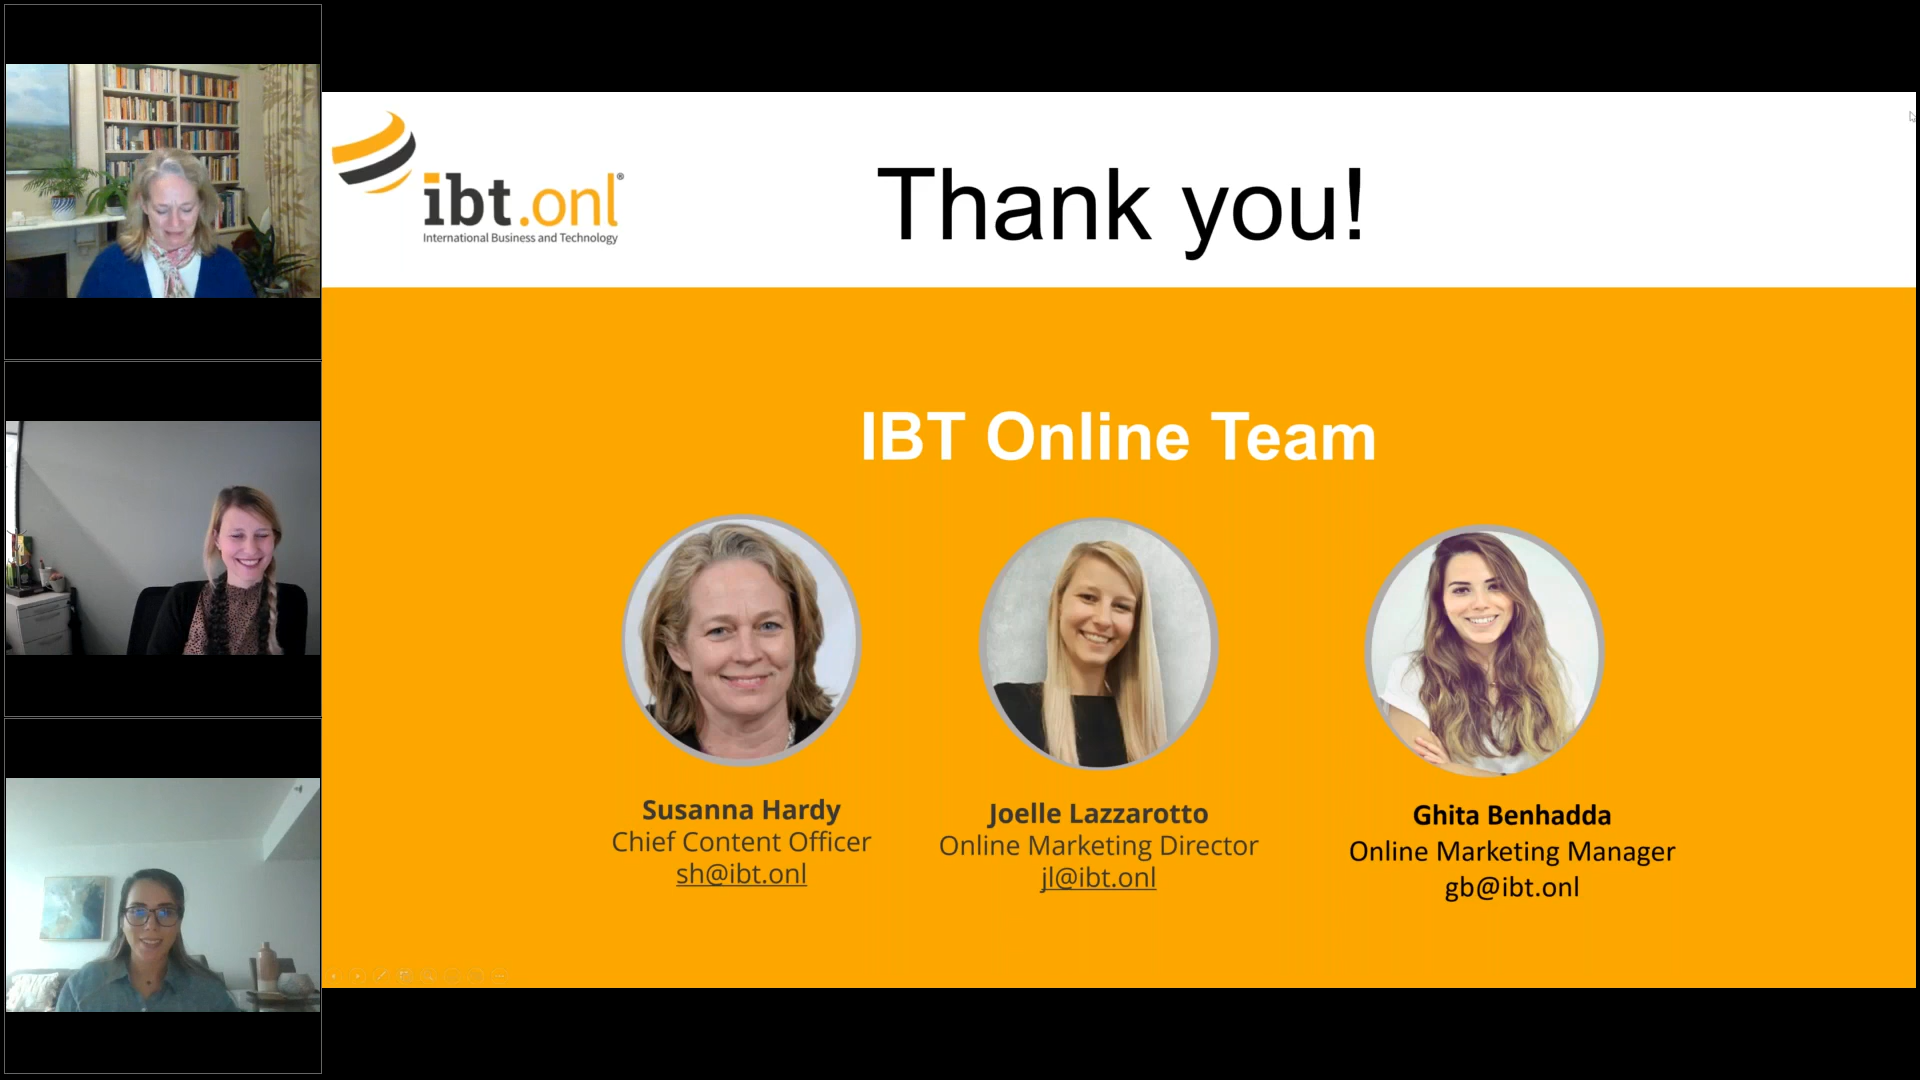 ibt.onl®
International Business and Technology
Thank you!
IBT Online Team
Susanna Hardy
Chief Content Officer
sh@ibt.onl
Joelle Lazzarotto
Online Marketing Director
jl@ibt.onl
Ghita Benhadda
Online Marketing Manager
gb@ibt.onl